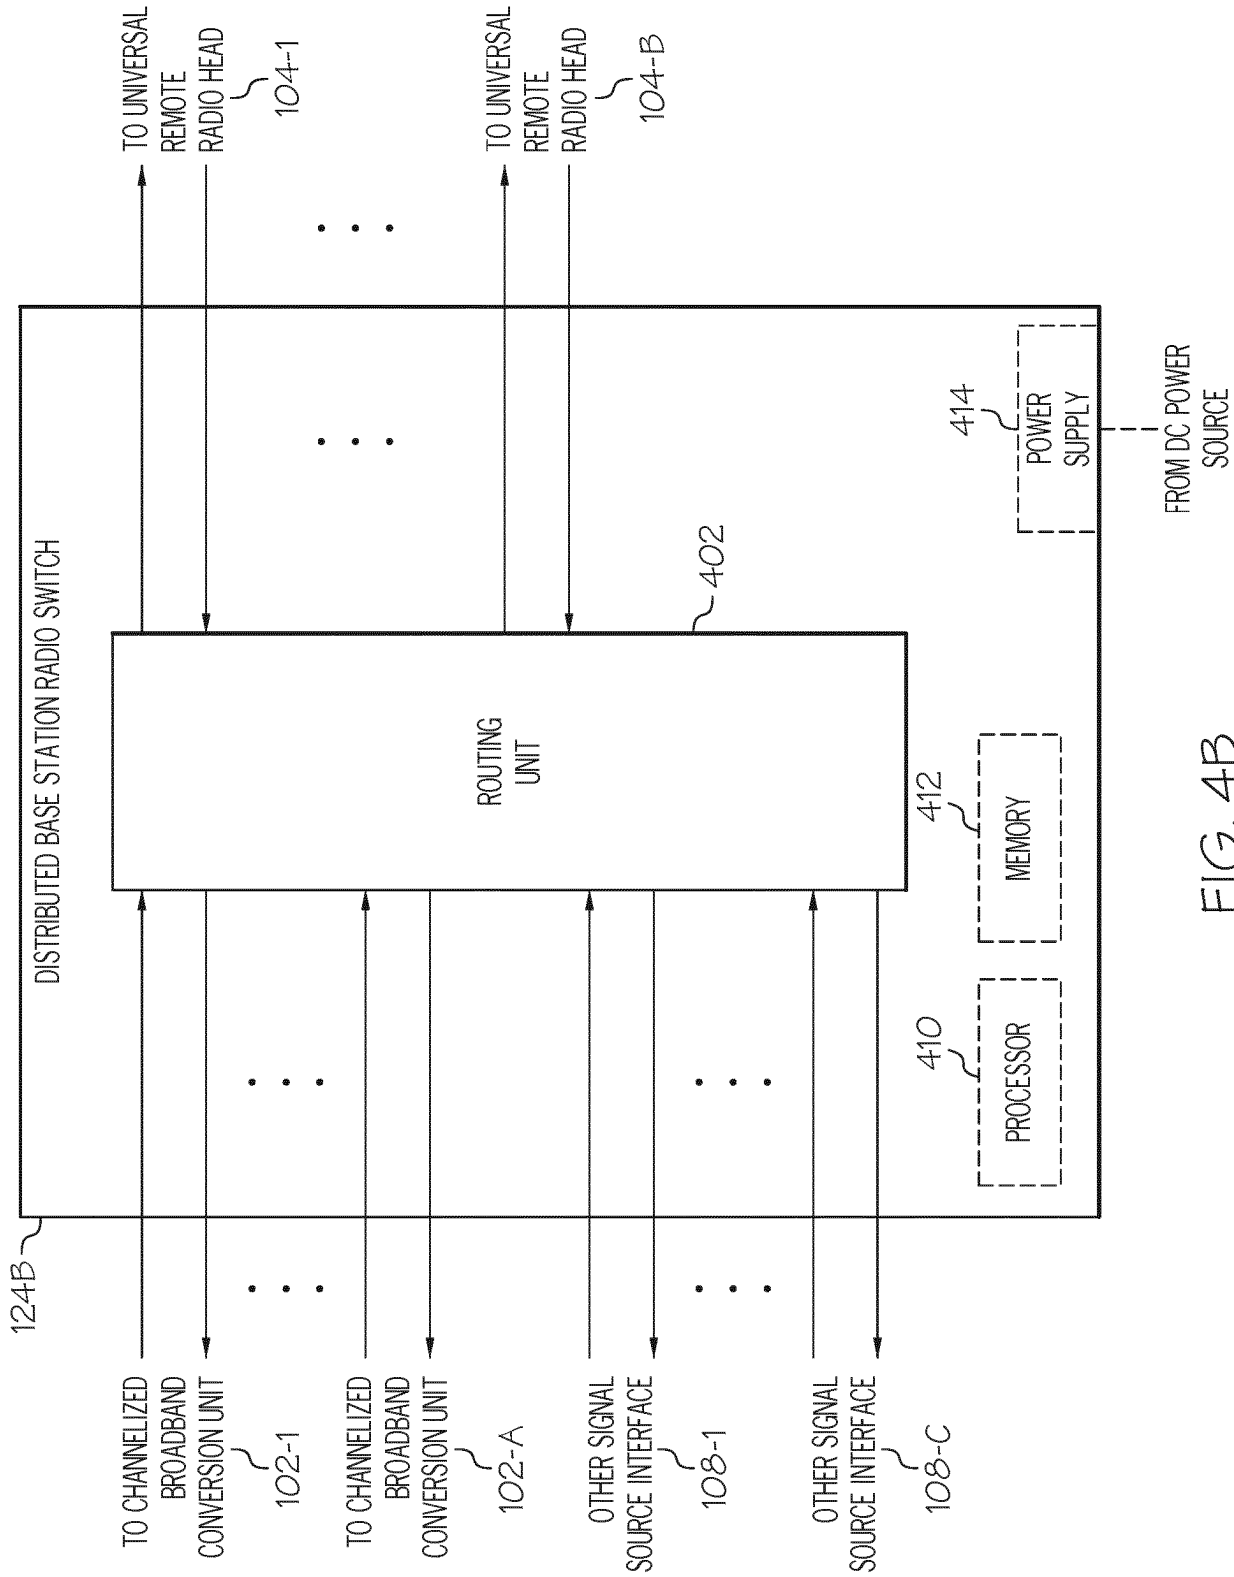 124B
DISTRIBUTED BASE STATION RADIO SWITCH
TO CHANNELIZED
BROADBAND
CONVERSION UNIT
102-1
TO CHANNELIZED
BROADBAND
CONVERSION UNIT
102-A
OTHER SIGNAL
SOURCE INTERFACE
108-1
OTHER SIGNAL
SOURCE INTERFACE
108-C
ROUTING
UNIT
402
TO UNIVERSAL
REMOTE
RADIO HEAD
104-1
TO UNIVERSAL
REMOTE
RADIO HEAD
104-B
410
PROCESSOR
412
MEMORY
414
POWER
SUPPLY
FROM DC POWER
SOURCE
FIG. 4B